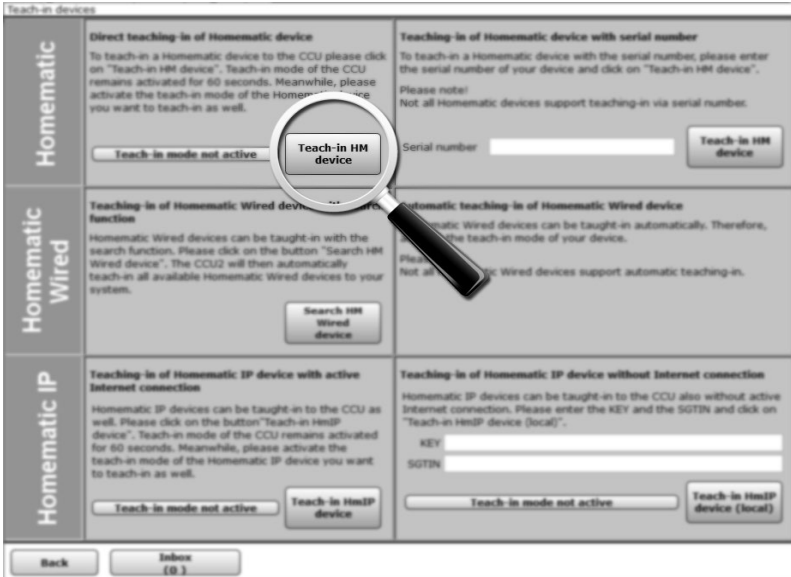 Teach-in devices
Homematic
Direct teaching-in of Homematic device
To teach-in a Homematic device to the CCU please click
on "Teach-in HM device". Teach-in mode of the CCU
remains activated for 60 seconds. Meanwhile, please
activate the teach-in mode of the Homematic device
you want to teach-in as well.
Teach-in mode not active
Teach-in HM
device
Teaching-in of Homematic device with serial number
To teach-in a Homematic device with the serial number, please enter
the serial number of your device and click on "Teach-in HM device".
Please note!
Not all Homematic devices support teaching-in via serial number.
Serial number
Teach-in HM
device
Homematic
Wired
Teaching-in of Homematic Wired device with search
function
Homematic Wired devices can be taught-in with the
search function. Please click on the button "Search HM
Wired device". The CCU2 will then automatically
teach-in all available Homematic Wired devices to your
system.
Search HM
Wired
device
Automatic teaching-in of Homematic Wired device
matic Wired devices can be taught-in automatically. Therefore,
the teach-in mode of your device.
Not all Wired devices support automatic teaching-in.
Homematic IP
Teaching-in of Homematic IP device with active
Internet connection
Homematic IP devices can be taught-in to the CCU as
well. Please click on the button"Teach-in HmIP
device". Teach-in mode of the CCU remains activated
for 60 seconds. Meanwhile, please activate the
teach-in mode of the Homematic IP device you want
to teach-in as well.
Teach-in mode not active
Teach-in HmIP
device
Teaching-in of Homematic IP device without Internet connection
Homematic IP devices can be taught-in to the CCU also without active
Internet connection. Please enter the KEY and the SGTIN and click on
"Teach-in HmIP device (local)".
KEY
SGTIN
Teach-in mode not active
Teach-in HmIP
device (local)
Back
Inbox
(0 )